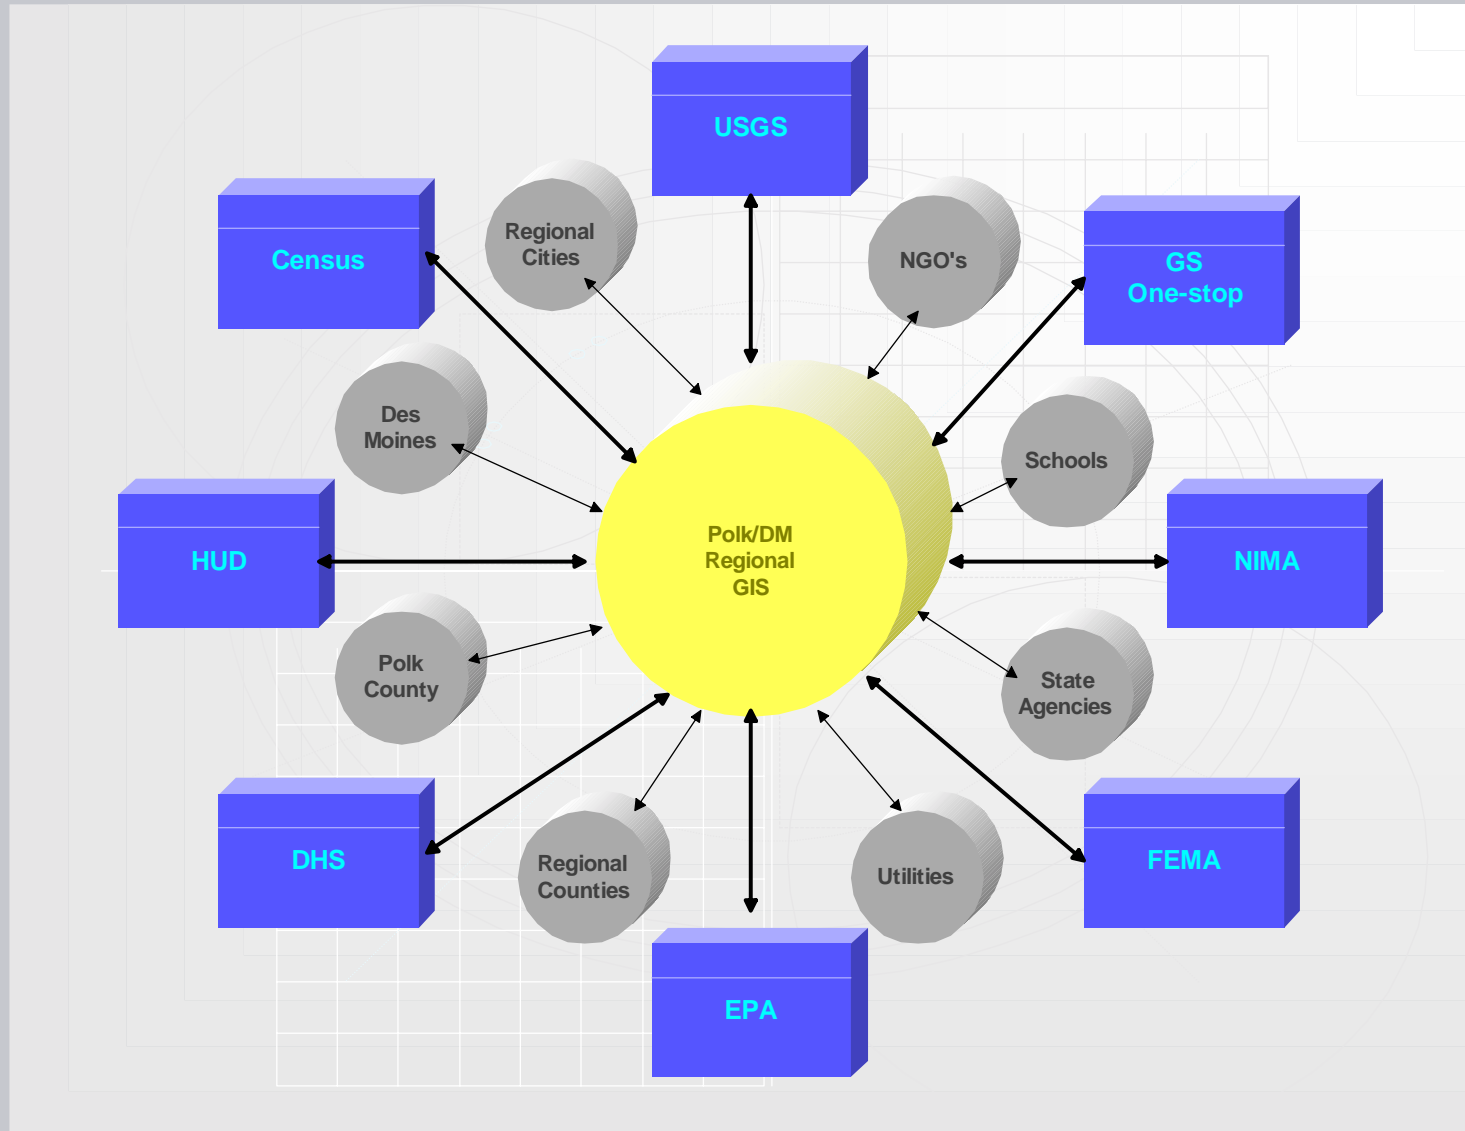 USGS
Regional
Cities
NGO's
Census
GS
One-stop
Des
Moines
Schools
Polk/DM
Regional
GIS
HUD
NIMA
Polk
County
State
Agencies
DHS
Regional
Counties
Utilities
FEMA
EPA